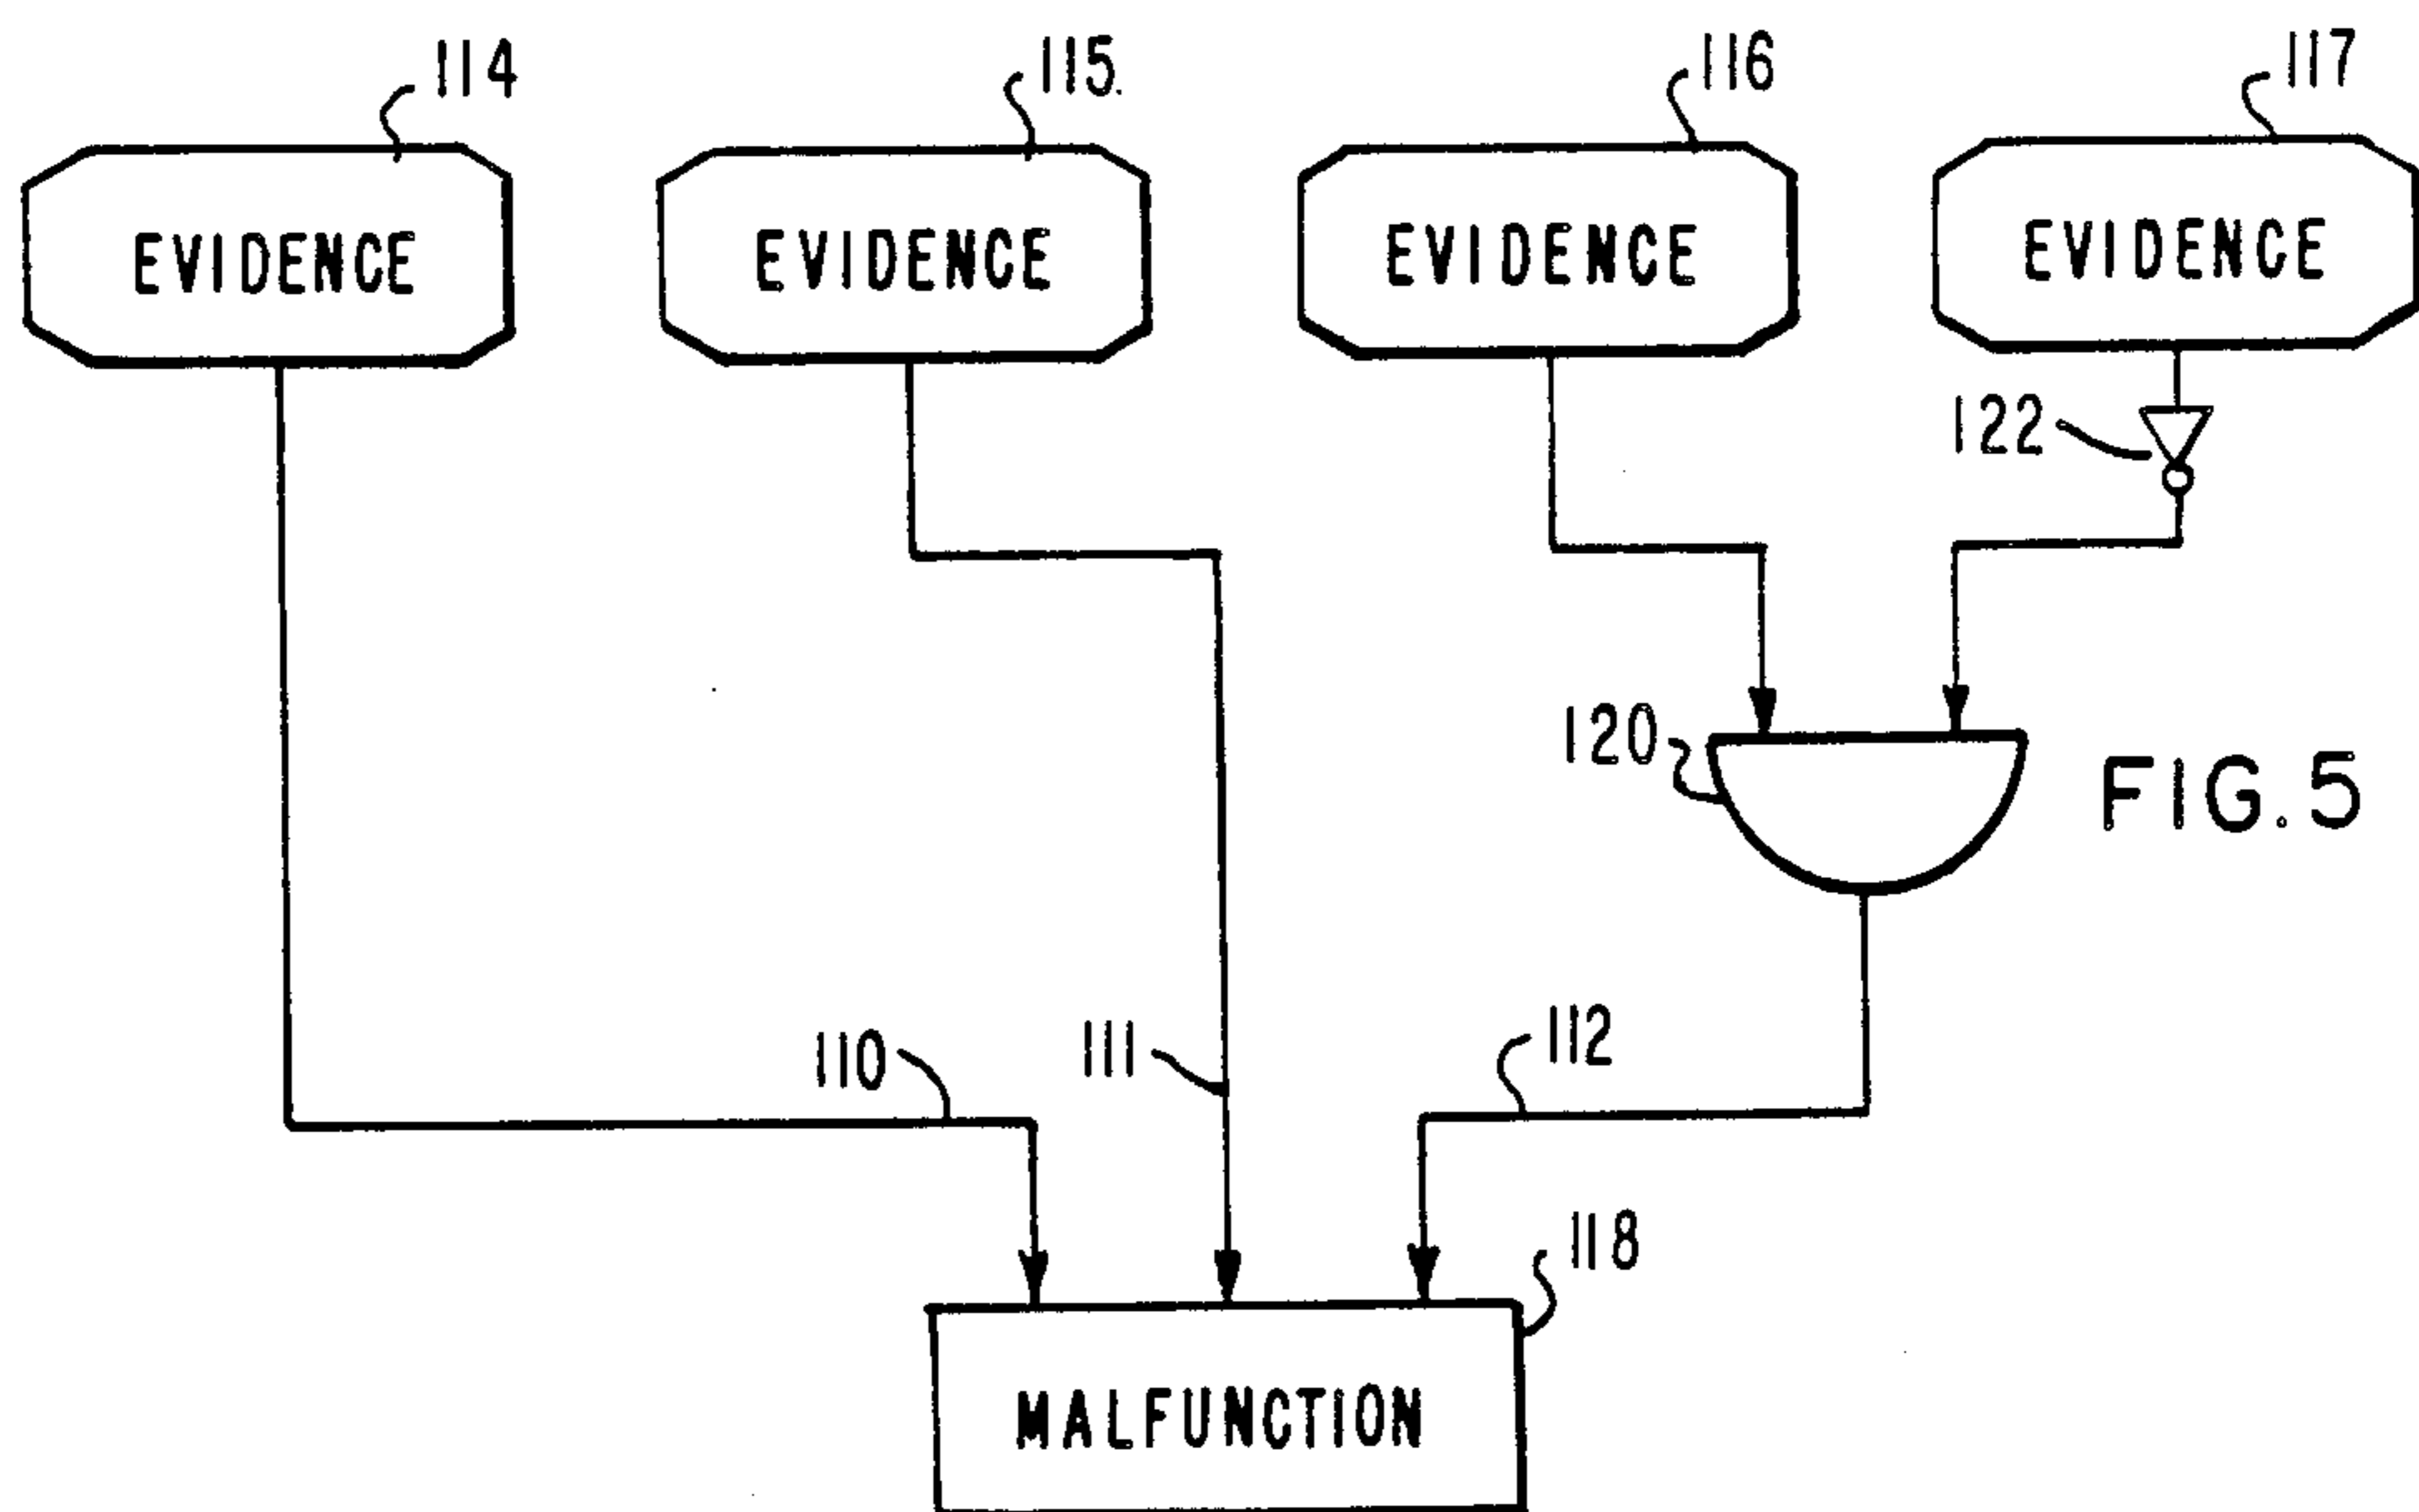 114 115. 116 117
EVIDENCE EVIDENCE EVIDENCE EVIDENCE
122
120
FIG. 5
110 111 112
118
MALFUNCTION